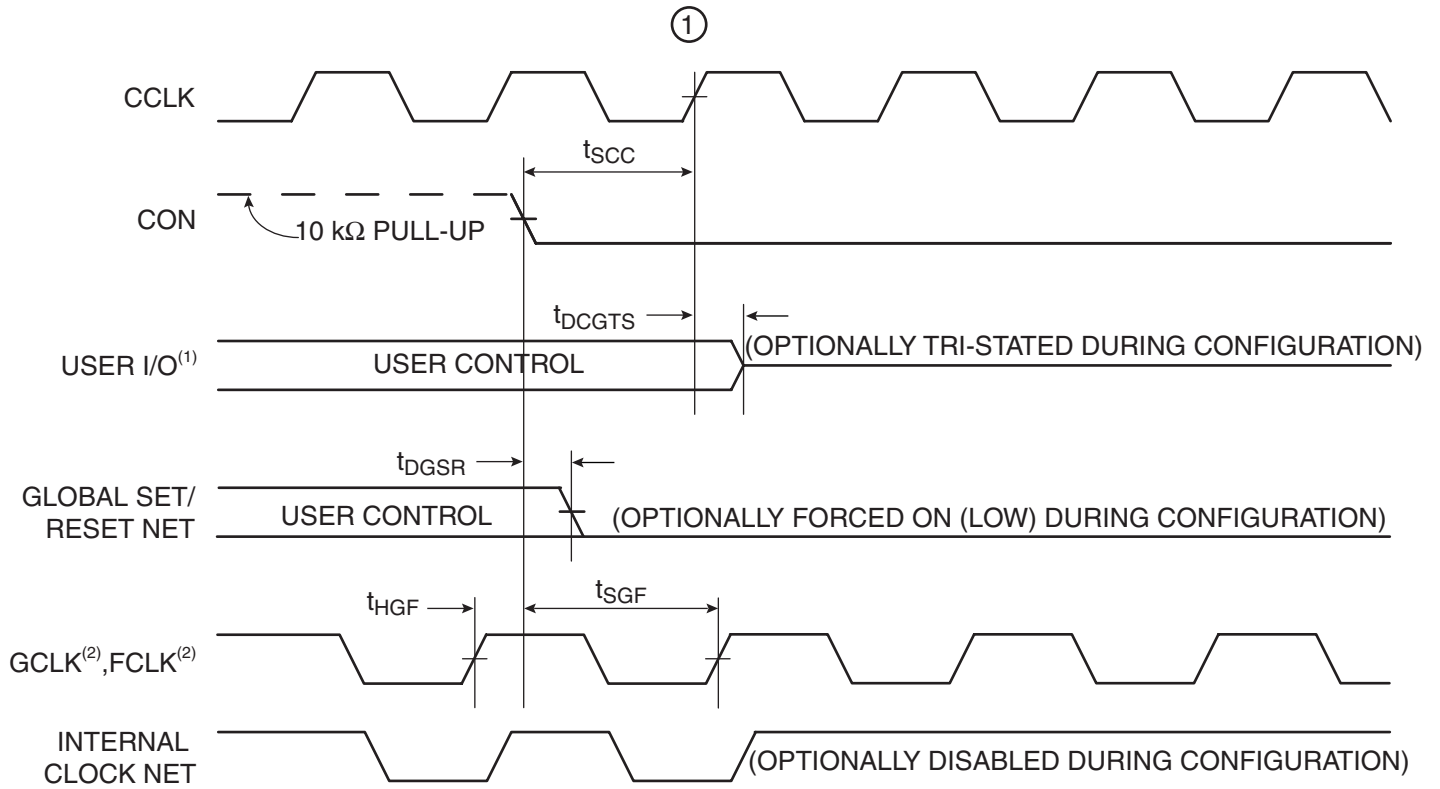 ①
CCLK
tSCC
CON
10 kΩ PULL-UP
tDCGTS
(OPTIONALLY TRI-STATED DURING CONFIGURATION)
USER I/O(1)
USER CONTROL
tDGSR
GLOBAL SET/
RESET NET
USER CONTROL
(OPTIONALLY FORCED ON (LOW) DURING CONFIGURATION)
tHGF
tSGF
GCLK(2),FCLK(2)
INTERNAL
CLOCK NET
(OPTIONALLY DISABLED DURING CONFIGURATION)